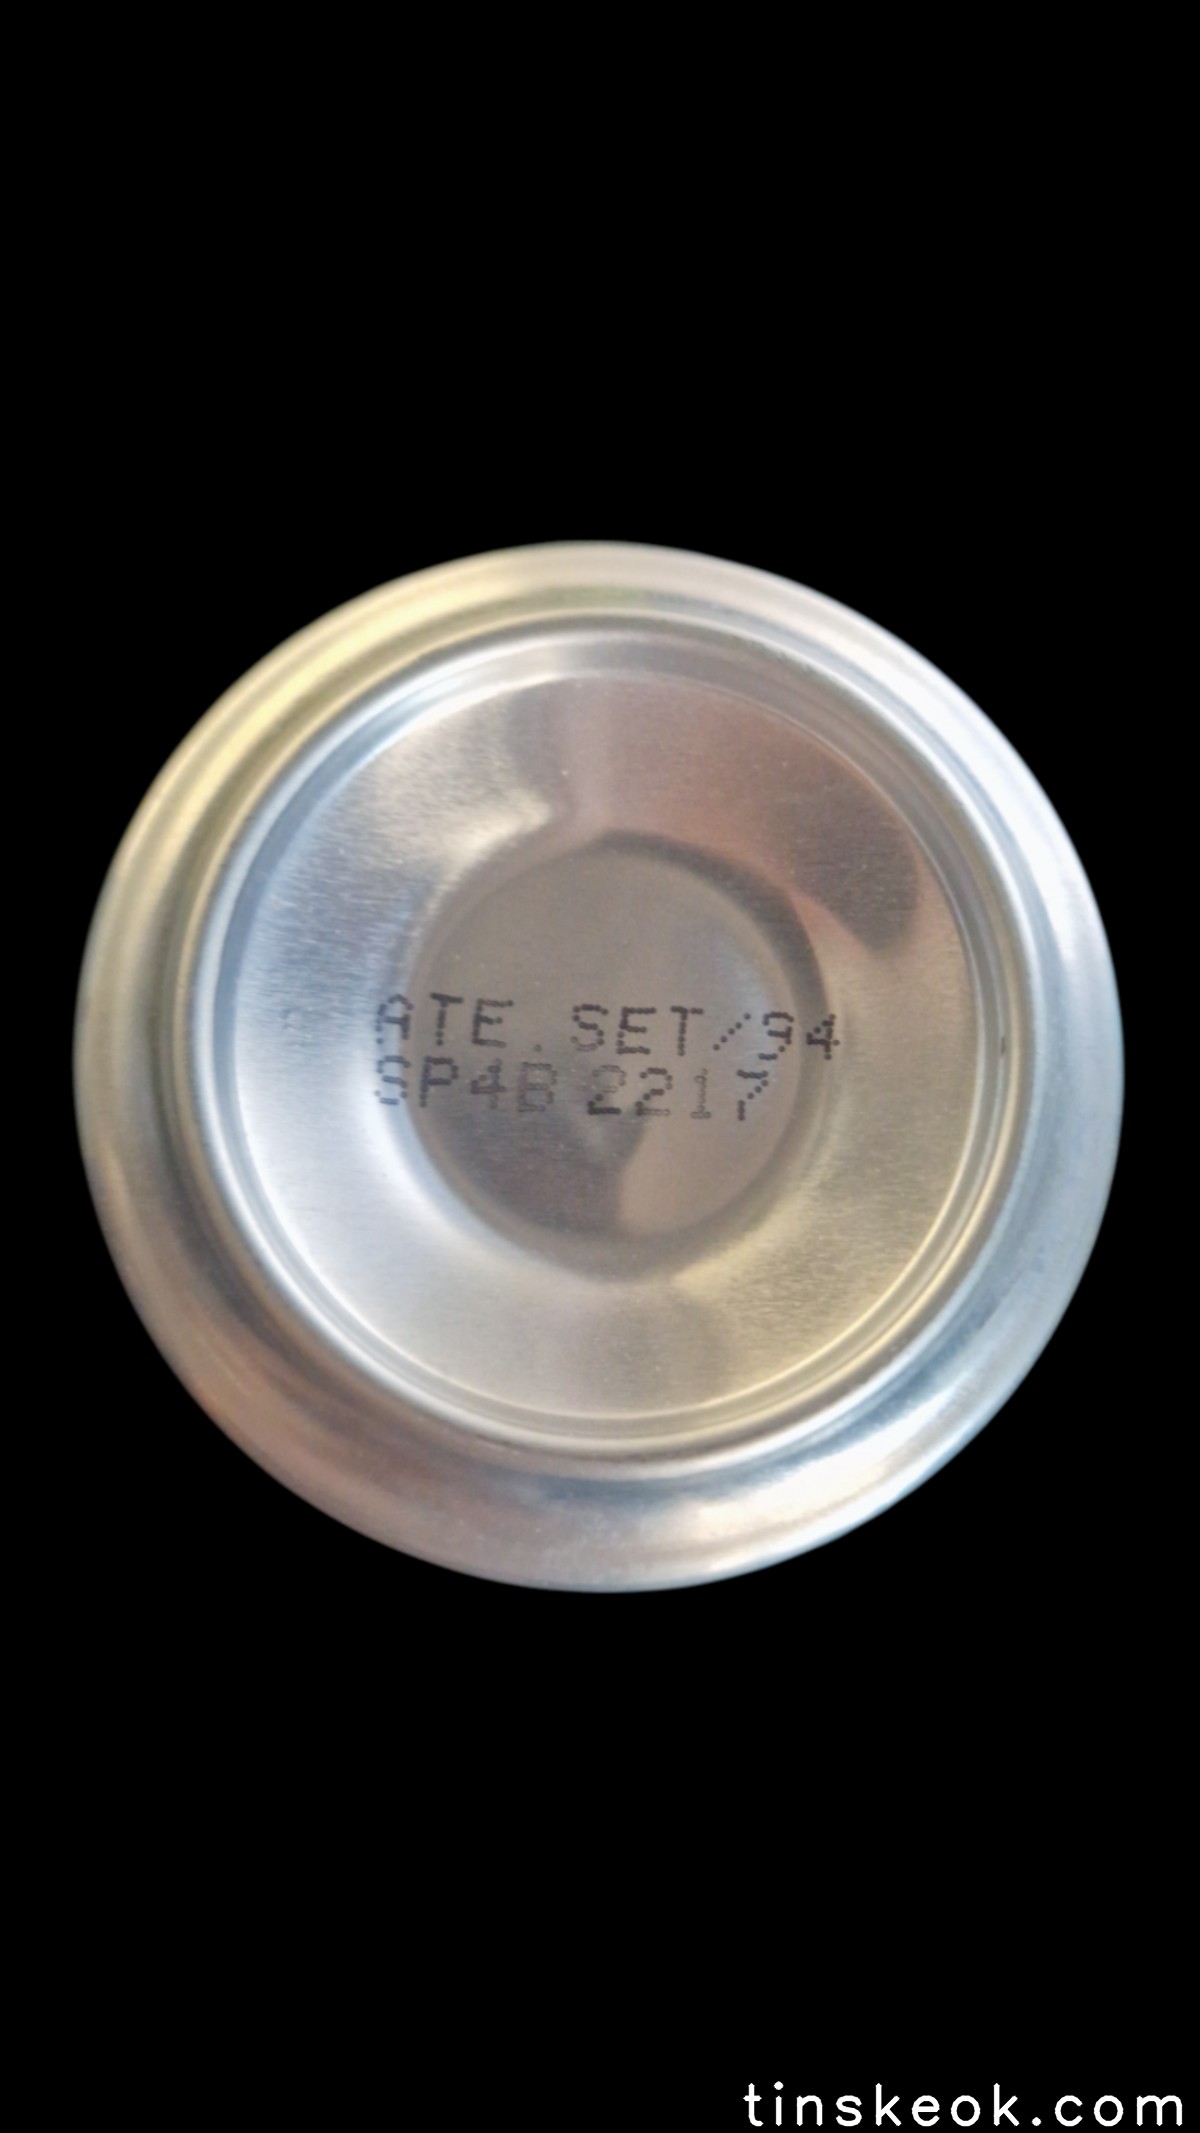 ATE. SET/94
SP4B 2217
tinskeok.com